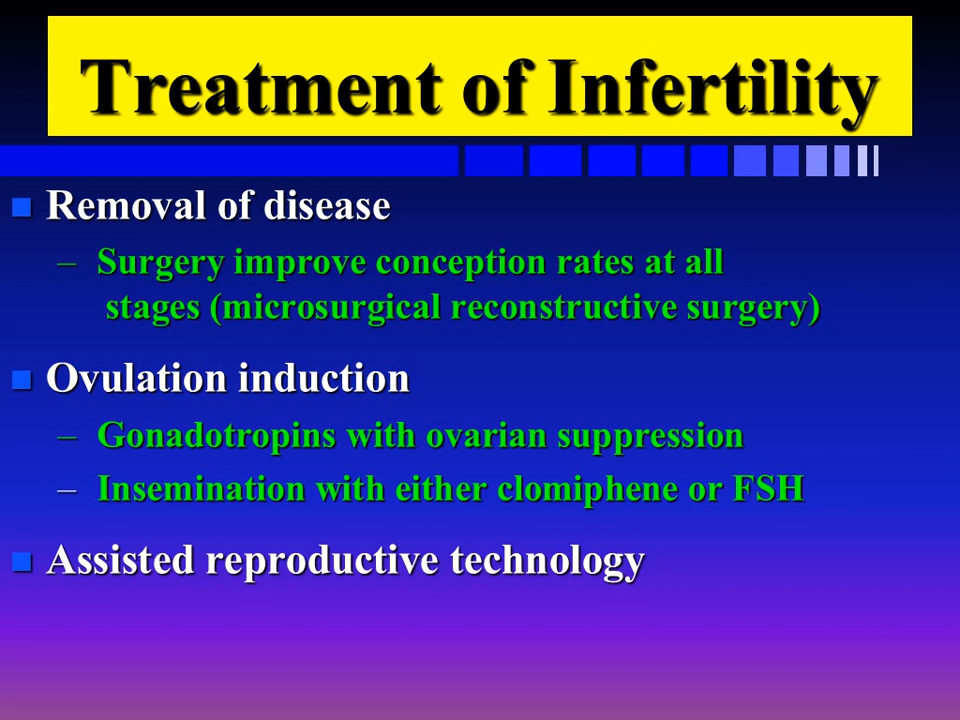 Treatment of Infertility
Removal of disease
– Surgery improve conception rates at all
stages (microsurgical reconstructive surgery)
Ovulation induction
– Gonadotropins with ovarian suppression
– Insemination with either clomiphene or FSH
Assisted reproductive technology